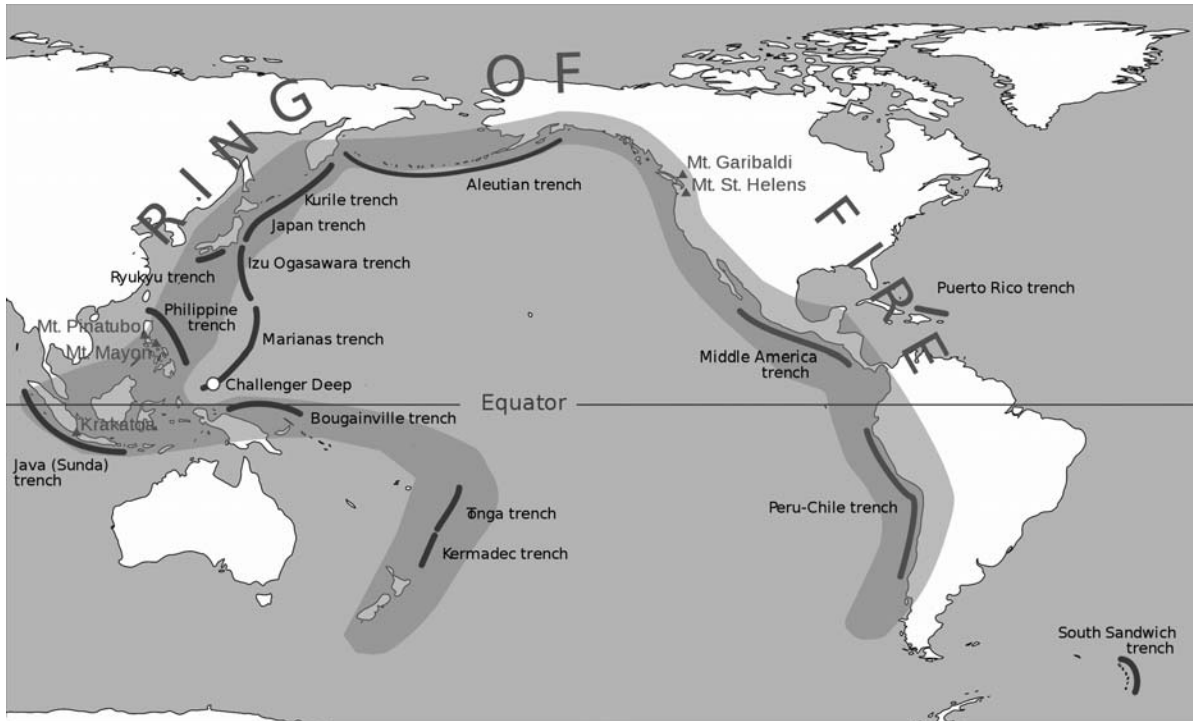 RING OF FIRE
Mt. Garibaldi
Mt. St. Helens
Aleutian trench
Kurile trench
Japan trench
Izu Ogasawara trench
Ryukyu trench
Puerto Rico trench
Philippine
trench
Mt. Pinatubo
Marianas trench
Mt. Mayon
Middle America
trench
Challenger Deep
Equator
Bougainville trench
Krakatoa
Java (Sunda)
trench
Tonga trench
Peru-Chile trench
Kermadec trench
South Sandwich
trench